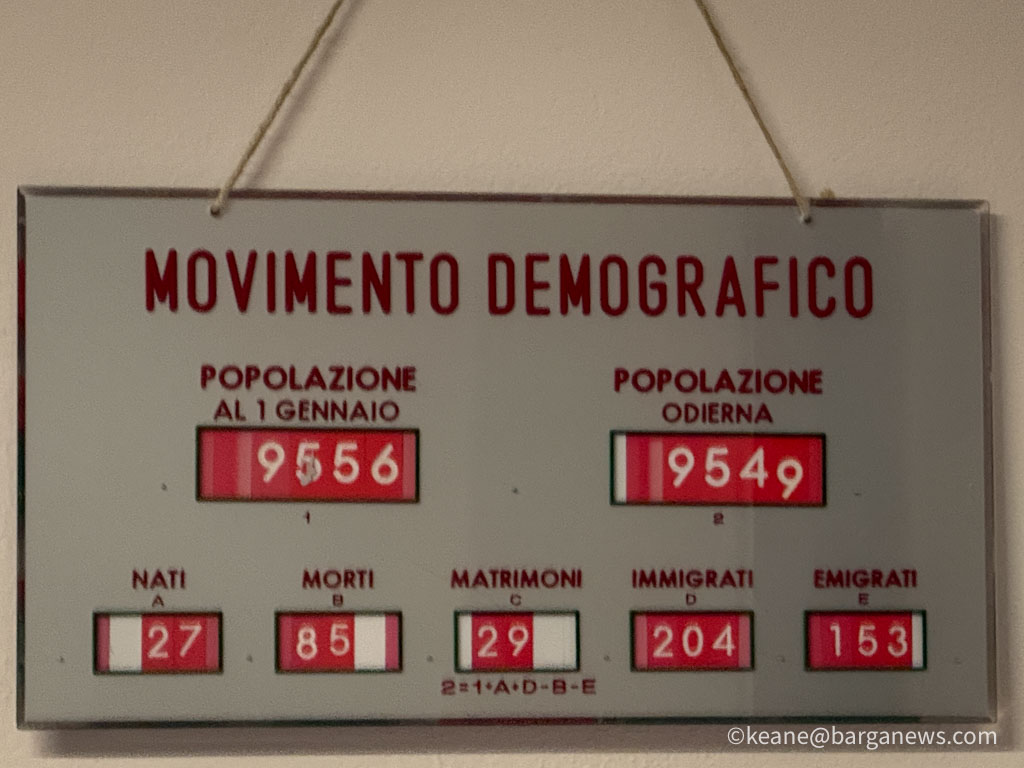 MOVIMENTO DEMOGRAFICO
POPOLAZIONE
AL 1 GENNAIO
9556
1
POPOLAZIONE
ODIERNA
9549
2
NATI
A
27
MORTI
B
85
MATRIMONI
C
29
IMMIGRATI
D
204
EMIGRATI
E
153
2=1+A+D-B-E
©keane@barganews.com